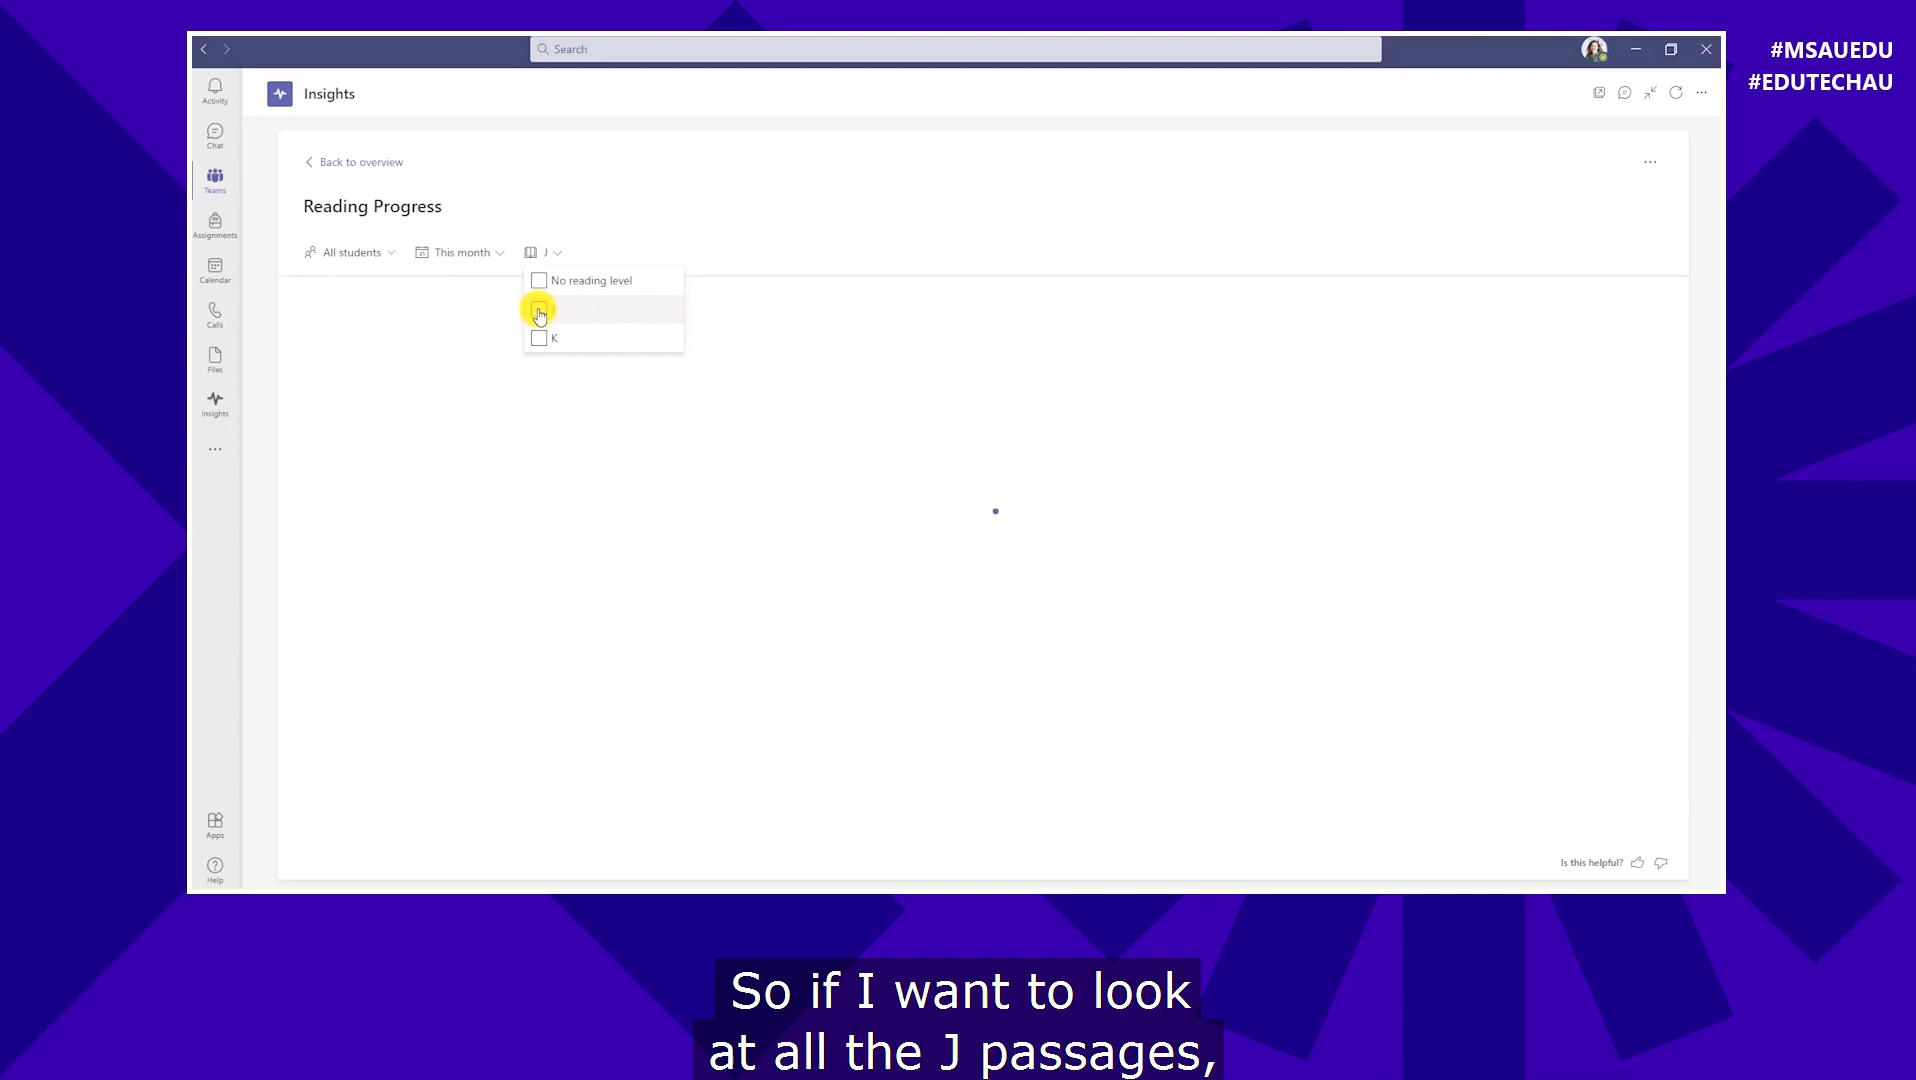 Search
#MSAUEDU
#EDUTECHAU
Activity
Chat
Teams
Assignments
Calendar
Calls
Files
Insights
Apps
Help
Insights
Back to overview
Reading Progress
All students
This month
J
No reading level
K
Is this helpful?
So if I want to look
at all the J passages,